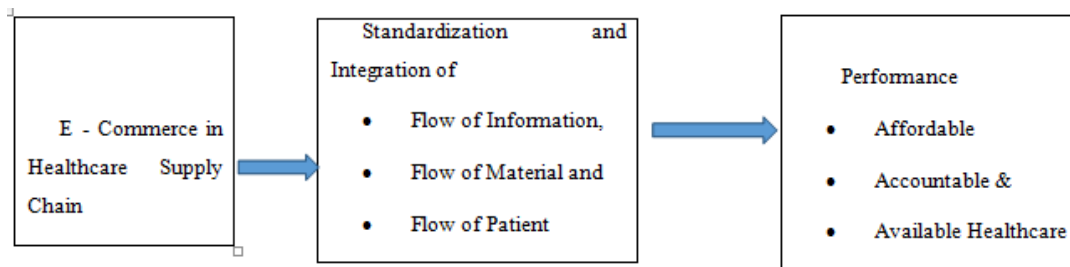 E - Commerce in
Healthcare Supply
Chain
Standardization and
Integration of
• Flow of Information,
• Flow of Material and
• Flow of Patient
Performance
• Affordable
• Accountable &
• Available Healthcare